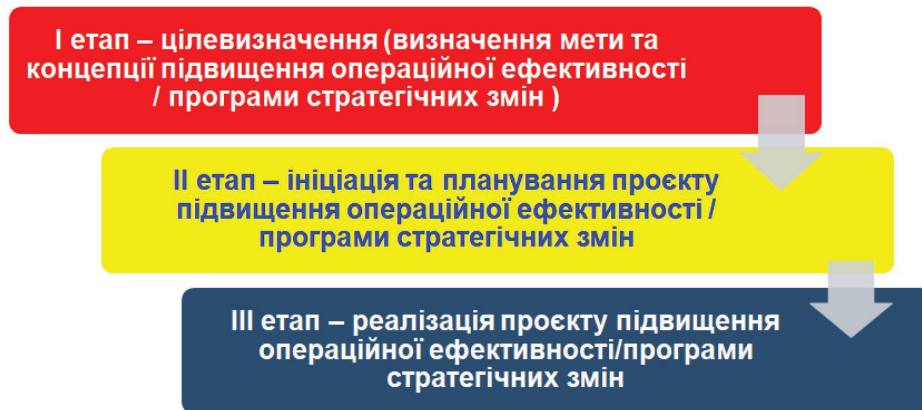 І етап – цілевизначення (визначення мети та
концепції підвищення операційної ефективності
/ програми стратегічних змін )
ІІ етап – ініціація та планування проєкту
підвищення операційної ефективності /
програми стратегічних змін
ІІІ етап – реалізація проєкту підвищення
операційної ефективності/програми
стратегічних змін